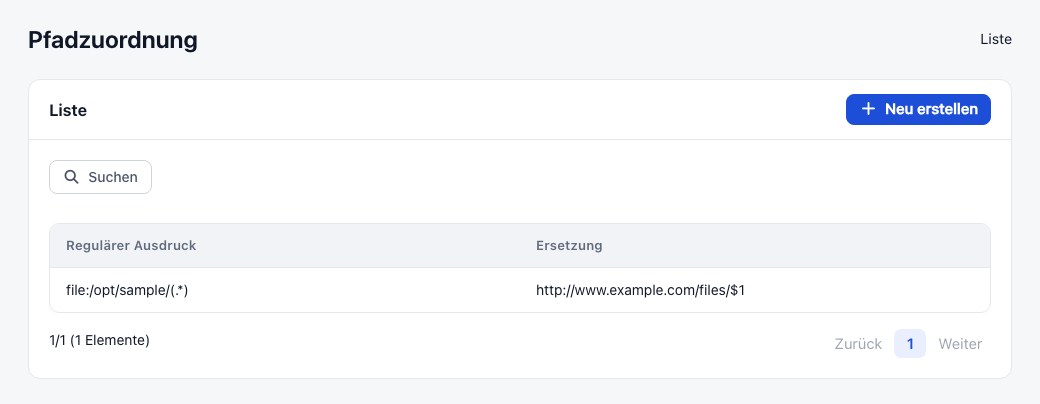 Pfadzuordnung
Liste
Liste
Neu erstellen
Suchen
Regulärer Ausdruck
Ersetzung
file:/opt/sample/(.*)
http://www.example.com/files/$1
1/1 (1 Elemente)
Zurück
1
Weiter